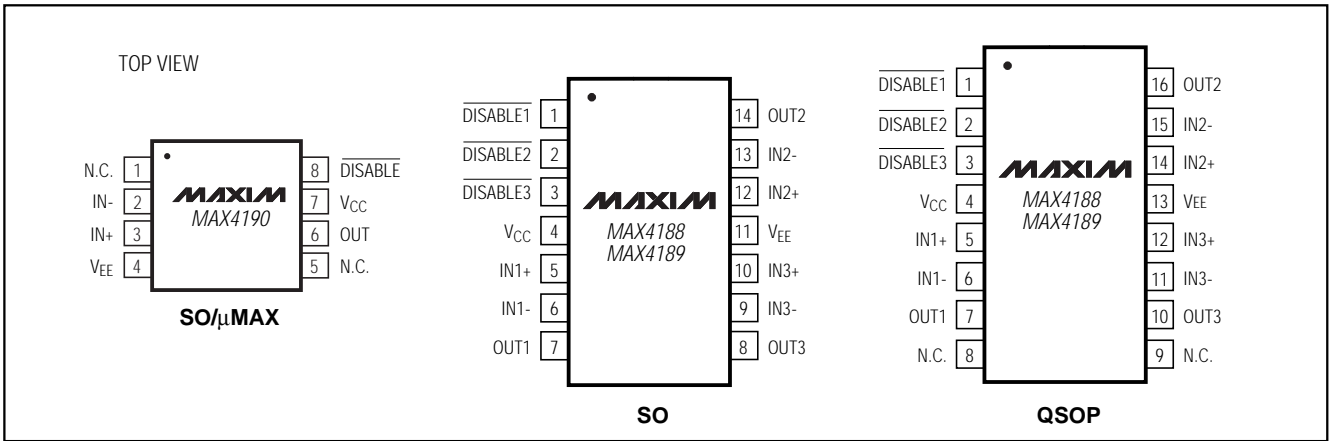 TOP VIEW
N.C. 1
IN- 2
IN+ 3
VEE 4
8 DISABLE
7 VCC
6 OUT
5 N.C.
MAXIM
MAX4190
SO/µMAX
DISABLE1 1
DISABLE2 2
DISABLE3 3
VCC 4
IN1+ 5
IN1- 6
OUT1 7
14 OUT2
13 IN2-
12 IN2+
11 VEE
10 IN3+
9 IN3-
8 OUT3
MAXIM
MAX4188
MAX4189
SO
DISABLE1 1
DISABLE2 2
DISABLE3 3
VCC 4
IN1+ 5
IN1- 6
OUT1 7
N.C. 8
16 OUT2
15 IN2-
14 IN2+
13 VEE
12 IN3+
11 IN3-
10 OUT3
9 N.C.
MAXIM
MAX4188
MAX4189
QSOP